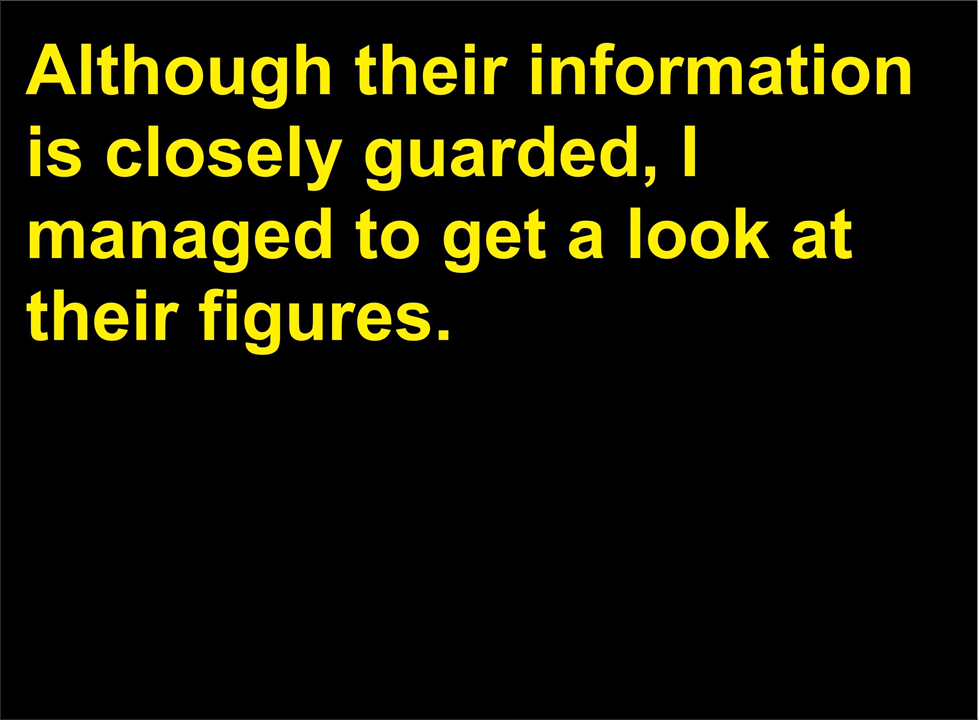 Although their information
is closely guarded, I
managed to get a look at
their figures.